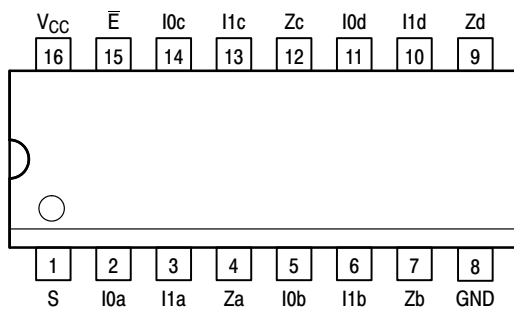 V_CC E̅ I0c I1c Zc I0d I1d Zd
16 15 14 13 12 11 10 9
1 2 3 4 5 6 7 8
S I0a I1a Za I0b I1b Zb GND